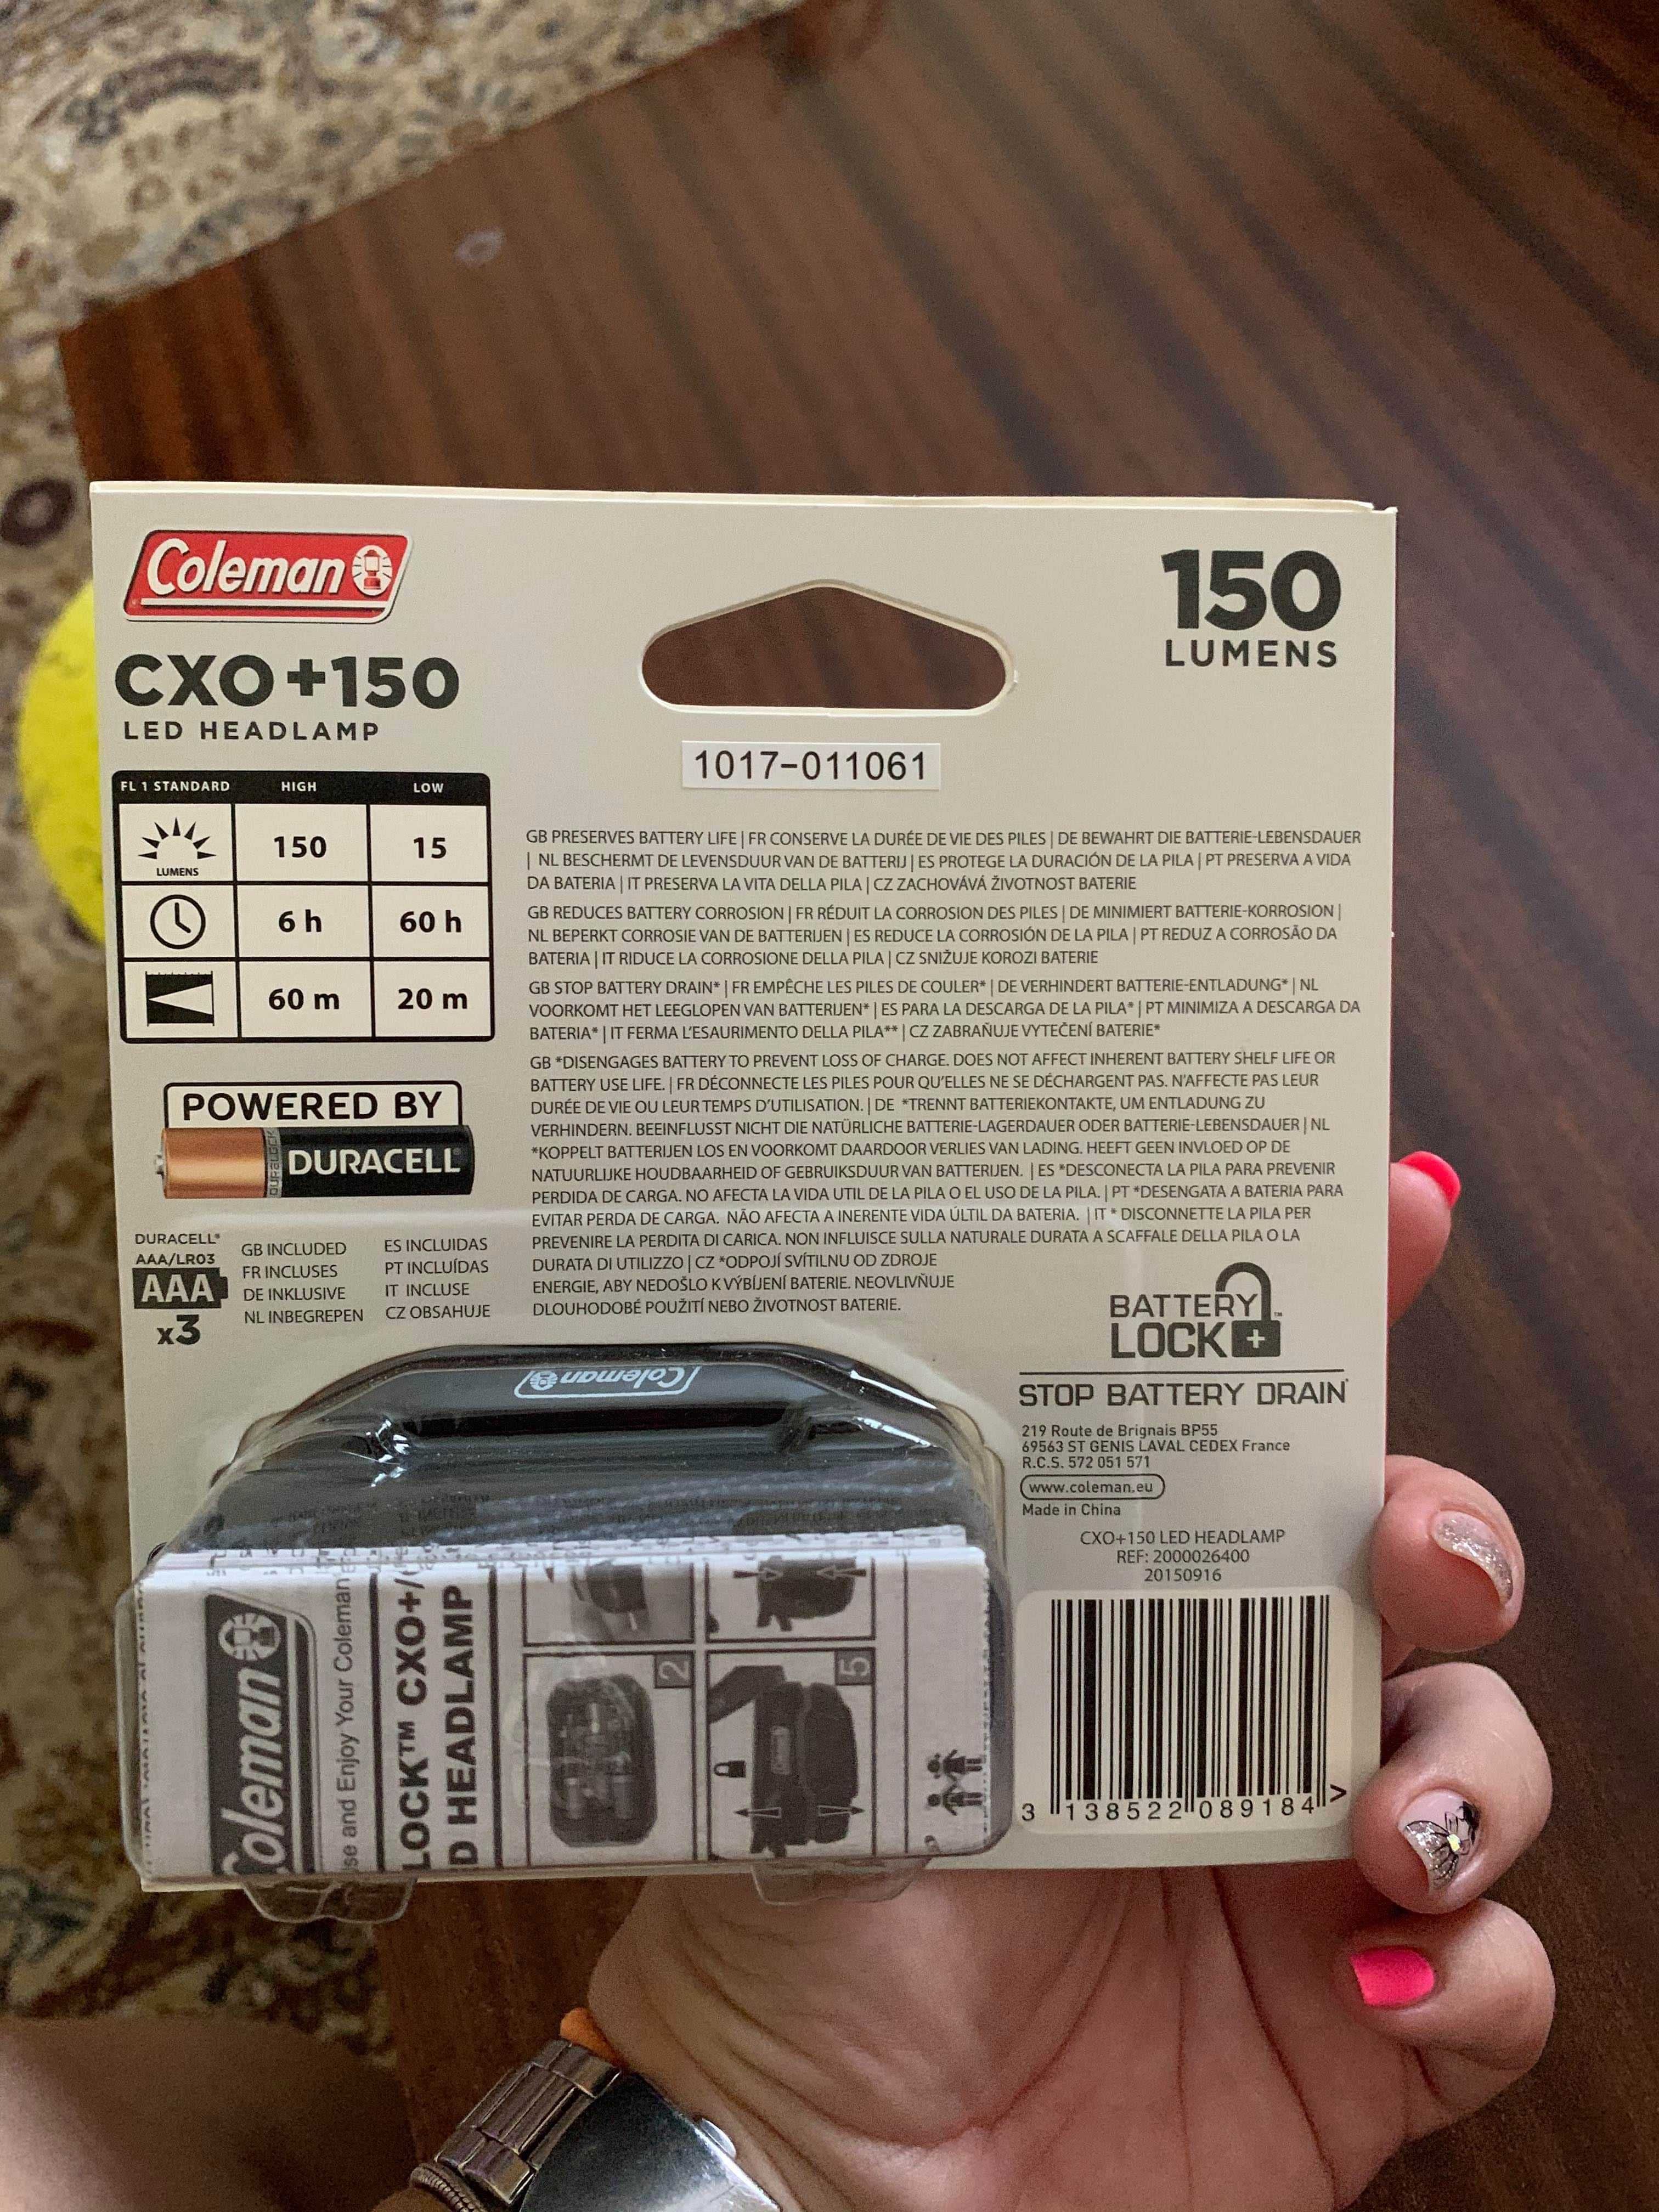 Coleman
CXO+150
LED HEADLAMP
150
LUMENS
1017-011061
FL 1 STANDARD HIGH LOW
LUMENS 150 15
6 h 60 h
60 m 20 m
POWERED BY
DURALOCK DURACELL
DURACELL®
AAA/LR03
AAA
x3
GB INCLUDED
FR INCLUSES
DE INKLUSIVE
NL INBEGREPEN
ES INCLUIDAS
PT INCLUÍDAS
IT INCLUSE
CZ OBSAHUJE
GB PRESERVES BATTERY LIFE | FR CONSERVE LA DURÉE DE VIE DES PILES | DE BEWAHRT DIE BATTERIE-LEBENSDAUER
| NL BESCHERMT DE LEVENSDUUR VAN DE BATTERIJ | ES PROTEGE LA DURACIÓN DE LA PILA | PT PRESERVA A VIDA
DA BATERIA | IT PRESERVA LA VITA DELLA PILA | CZ ZACHOVÁVÁ ŽIVOTNOST BATERIE
GB REDUCES BATTERY CORROSION | FR RÉDUIT LA CORROSION DES PILES | DE MINIMIERT BATTERIE-KORROSION |
NL BEPERKT CORROSIE VAN DE BATTERIJEN | ES REDUCE LA CORROSIÓN DE LA PILA | PT REDUZ A CORROSÃO DA
BATERIA | IT RIDUCE LA CORROSIONE DELLA PILA | CZ SNIŽUJE KOROZI BATERIE
GB STOP BATTERY DRAIN* | FR EMPÊCHE LES PILES DE COULER* | DE VERHINDERT BATTERIE-ENTLADUNG* | NL
VOORKOMT HET LEEGLOPEN VAN BATTERIJEN* | ES PARA LA DESCARGA DE LA PILA* | PT MINIMIZA A DESCARGA DA
BATERIA* | IT FERMA L'ESAURIMENTO DELLA PILA** | CZ ZABRAŇUJE VYTEČENÍ BATERIE*
GB *DISENGAGES BATTERY TO PREVENT LOSS OF CHARGE. DOES NOT AFFECT INHERENT BATTERY SHELF LIFE OR
BATTERY USE LIFE. | FR DÉCONNECTE LES PILES POUR QU'ELLES NE SE DÉCHARGENT PAS. N'AFFECTE PAS LEUR
DURÉE DE VIE OU LEUR TEMPS D'UTILISATION. | DE *TRENNT BATTERIEKONTAKTE, UM ENTLADUNG ZU
VERHINDERN. BEEINFLUSST NICHT DIE NATÜRLICHE BATTERIE-LAGERDAUER ODER BATTERIE-LEBENSDAUER | NL
*KOPPELT BATTERIJEN LOS EN VOORKOMT DAARDOOR VERLIES VAN LADING. HEEFT GEEN INVLOED OP DE
NATUURLIJKE HOUDBAARHEID OF GEBRUIKSDUUR VAN BATTERIJEN. | ES *DESCONECTA LA PILA PARA PREVENIR
PERDIDA DE CARGA. NO AFECTA LA VIDA UTIL DE LA PILA O EL USO DE LA PILA. | PT *DESENGATA A BATERIA PARA
EVITAR PERDA DE CARGA. NÃO AFECTA A INERENTE VIDA ÚLTIL DA BATERIA. | IT * DISCONNETTE LA PILA PER
PREVENIRE LA PERDITA DI CARICA. NON INFLUISCE SULLA NATURALE DURATA A SCAFFALE DELLA PILA O LA
DURATA DI UTILIZZO | CZ *ODPOJÍ SVÍTILNU OD ZDROJE
ENERGIE, ABY NEDOŠLO K VÝBÍJENÍ BATERIE. NEOVLIVŇUJE
DLOUHODOBÉ POUŽITÍ NEBO ŽIVOTNOST BATERIE.
BATTERY
LOCK™
STOP BATTERY DRAIN*
219 Route de Brignais BP55
69563 ST GENIS LAVAL CEDEX France
R.C.S. 572 051 571
www.coleman.eu
Made in China
CXO+150 LED HEADLAMP
REF: 2000026400
20150916
3 138522 089184 >
Coleman
Coleman
se and Enjoy Your Coleman
LOCK™ CXO+/
D HEADLAMP
2
5